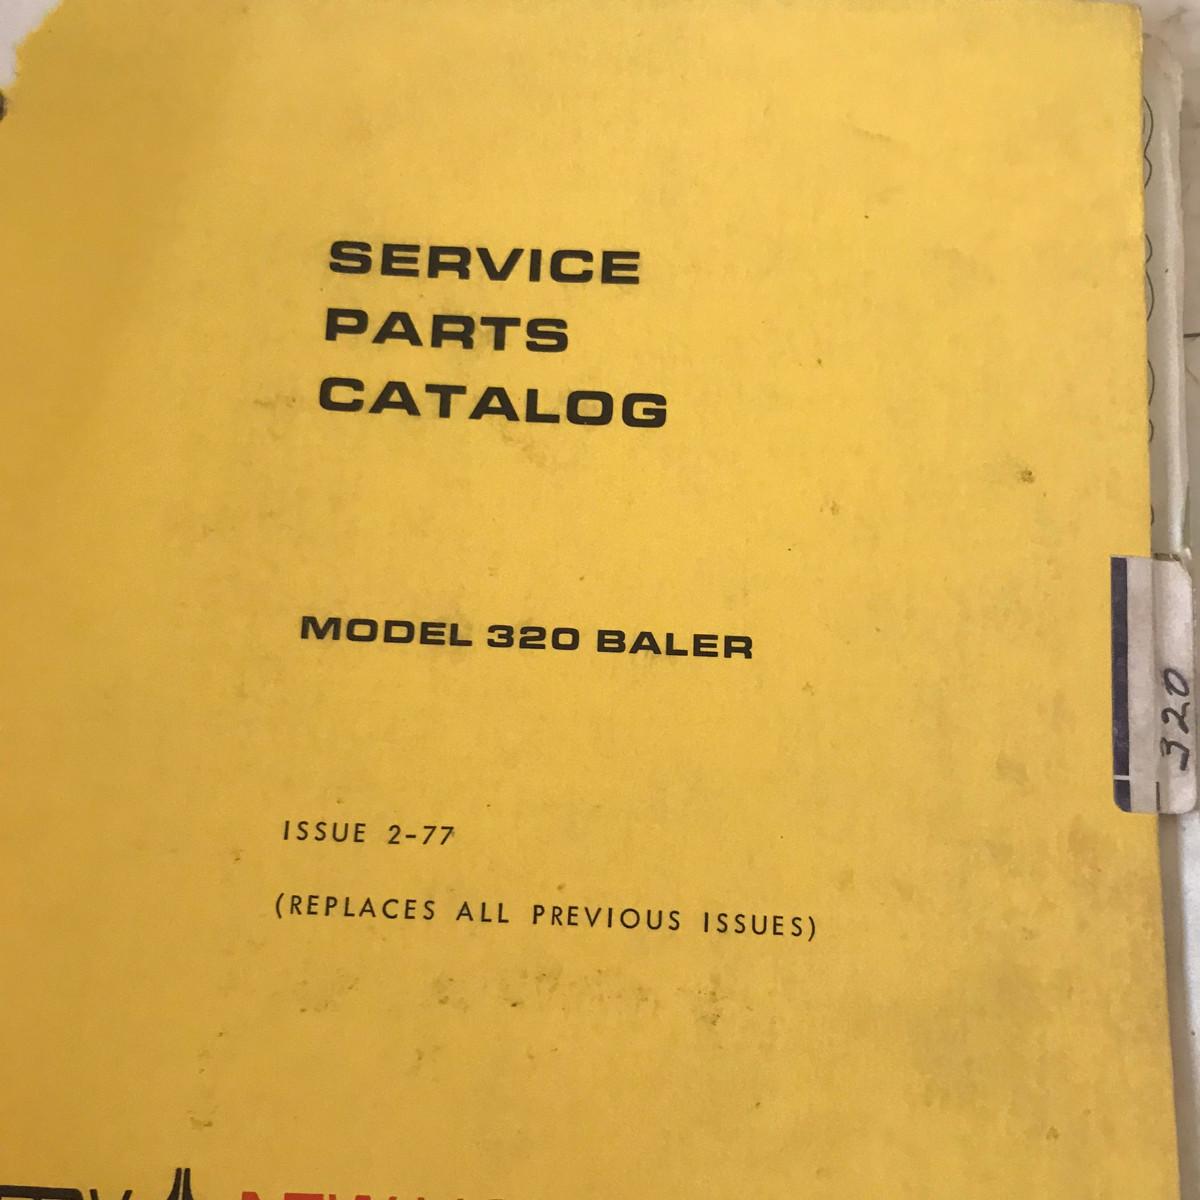 SERVICE
PARTS
CATALOG
MODEL 320 BALER
ISSUE 2-77
(REPLACES ALL PREVIOUS ISSUES)
320